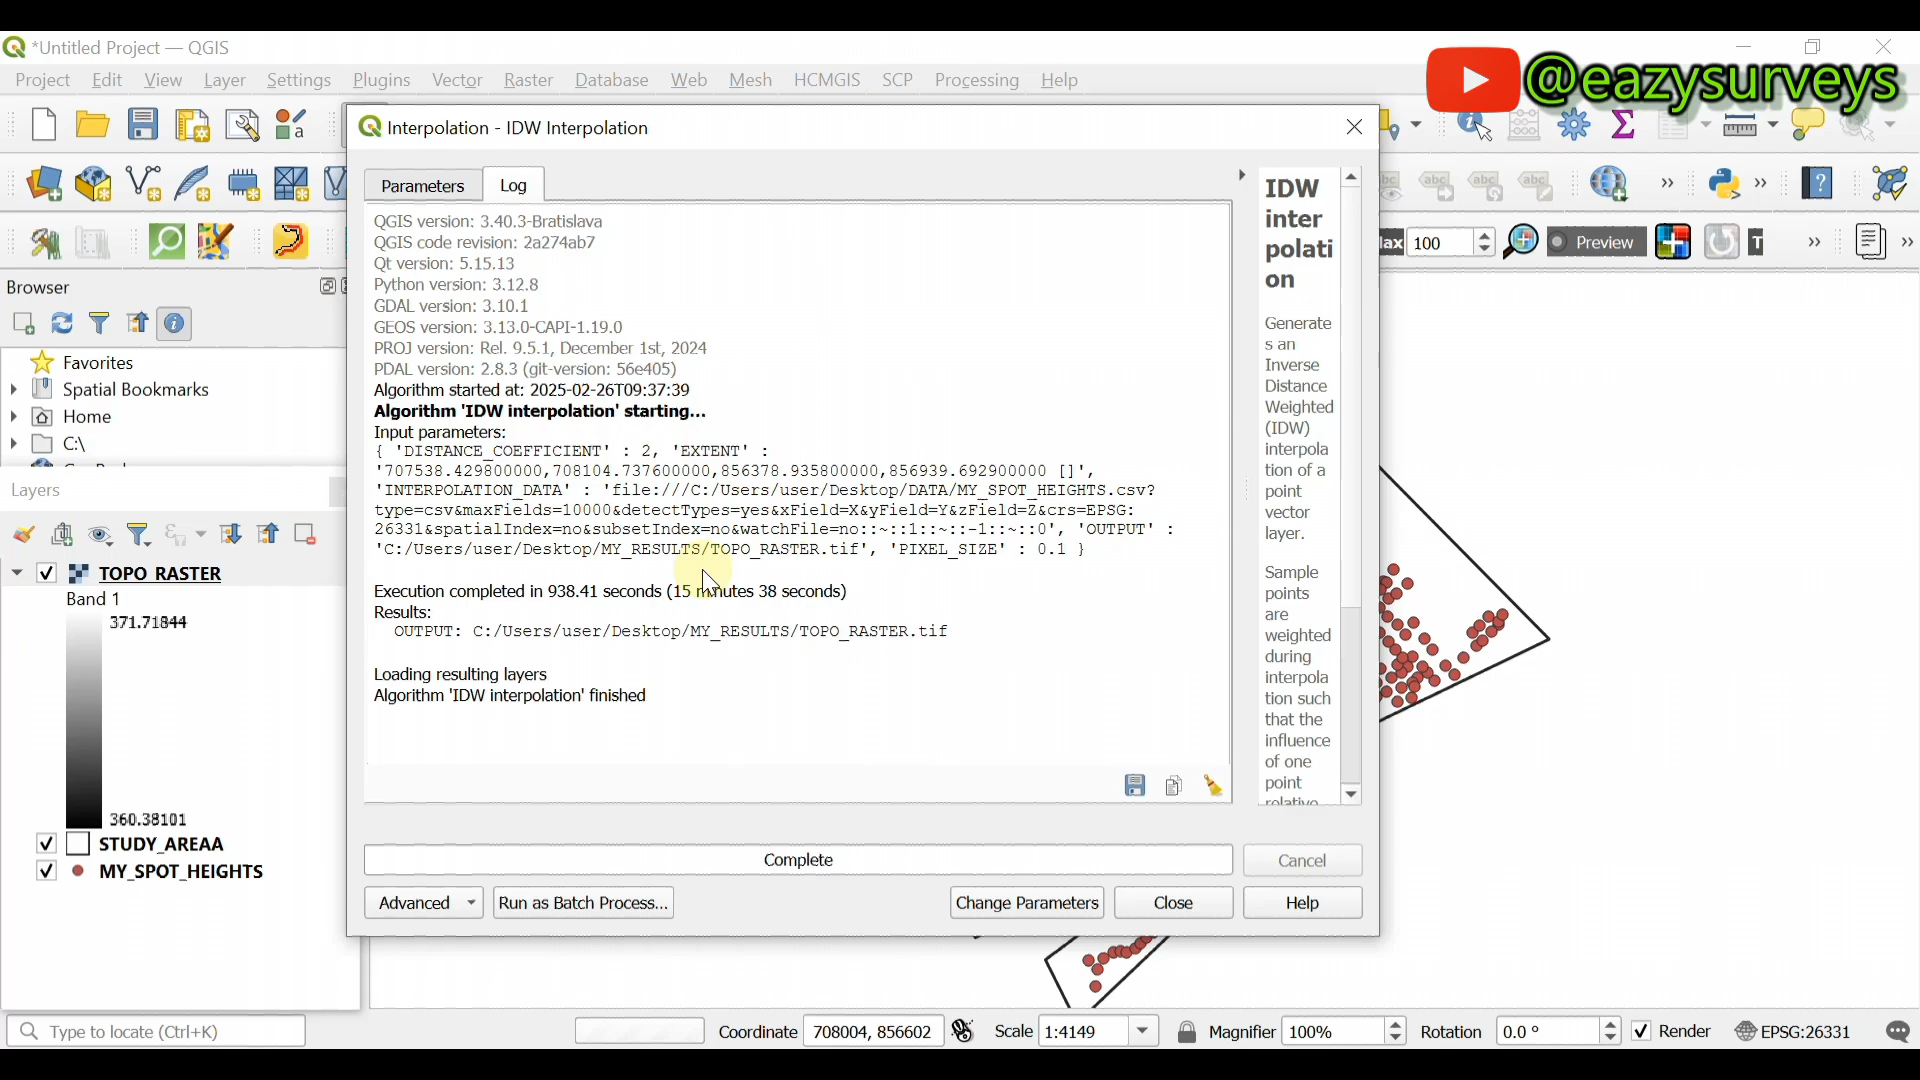 *Untitled Project — QGIS
Project Edit View Layer Settings Plugins Vector Raster Database Web Mesh HCMGIS SCP Processing Help
@eazysurveys
Interpolation - IDW Interpolation
Parameters Log
QGIS version: 3.40.3-Bratislava
QGIS code revision: 2a274ab7
Qt version: 5.15.13
Python version: 3.12.8
GDAL version: 3.10.1
GEOS version: 3.13.0-CAPI-1.19.0
PROJ version: Rel. 9.5.1, December 1st, 2024
PDAL version: 2.8.3 (git-version: 56e405)
Algorithm started at: 2025-02-26T09:37:39
Algorithm 'IDW interpolation' starting...
Input parameters:
{ 'DISTANCE_COEFFICIENT' : 2, 'EXTENT' :
'707538.429800000,708104.737600000,856378.935800000,856939.692900000 []',
'INTERPOLATION_DATA' : 'file:///C:/Users/user/Desktop/DATA/MY_SPOT_HEIGHTS.csv?
type=csv&maxFields=10000&detectTypes=yes&xField=X&yField=Y&zField=Z&crs=EPSG:
26331&spatialIndex=no&subsetIndex=no&watchFile=no::~::1::~::-1::~::0', 'OUTPUT' :
'C:/Users/user/Desktop/MY_RESULTS/TOPO_RASTER.tif', 'PIXEL_SIZE' : 0.1 }
Execution completed in 938.41 seconds (15 minutes 38 seconds)
Results:
OUTPUT: C:/Users/user/Desktop/MY_RESULTS/TOPO_RASTER.tif
Loading resulting layers
Algorithm 'IDW interpolation' finished
IDW
inter
polati
on
Generate
s an
Inverse
Distance
Weighted
(IDW)
interpola
tion of a
point
vector
layer.
Sample
points
are
weighted
during
interpola
tion such
that the
influence
of one
point
relative
Complete
Cancel
Advanced
Run as Batch Process...
Change Parameters
Close
Help
100
Preview
T
Browser
Favorites
Spatial Bookmarks
Home
C:\
Layers
TOPO RASTER
Band 1
371.71844
360.38101
STUDY_AREAA
MY_SPOT_HEIGHTS
Type to locate (Ctrl+K)
Coordinate 708004, 856602
Scale 1:4149
Magnifier 100%
Rotation 0.0 °
Render
EPSG:26331